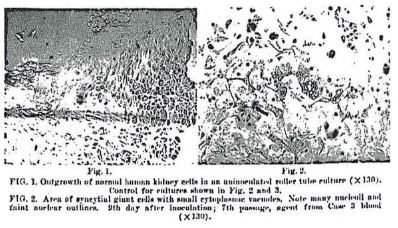 Fig. 1. Fig. 2.
FIG. 1. Outgrowth of normal human kidney cells in an uninoculated roller tube culture (×130).
Control for cultures shown in Fig. 2 and 3.
FIG. 2. Area of syncytial giant cells with small cytoplasmic vacuoles. Note many nucleoli and
faint nuclear outlines. 9th day after inoculation; 7th passage, agent from Case 3 blood
(×130).